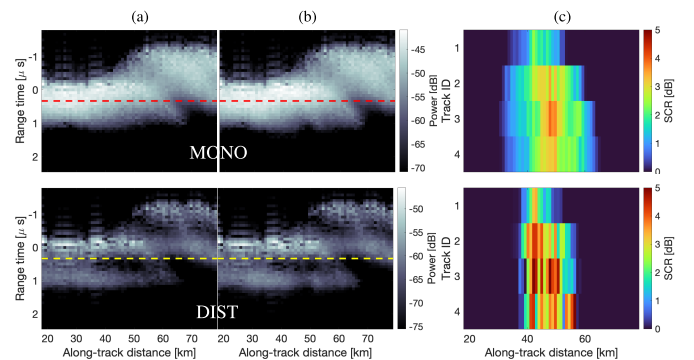 (a)
(b)
(c)
Range time [μ s]
-1
0
1
2
MONO
-45
-50
-55
-60
-65
-70
Power [dB]
Track ID
1
2
3
4
5
4
3
2
1
0
SCR [dB]
Range time [μ s]
-1
0
1
2
DIST
20 30 40 50 60 70
Along-track distance [km]
20 30 40 50 60 70
Along-track distance [km]
-50
-55
-60
-65
-70
-75
Power [dB]
Track ID
1
2
3
4
20 40 60
Along-track distance [km]
5
4
3
2
1
0
SCR [dB]